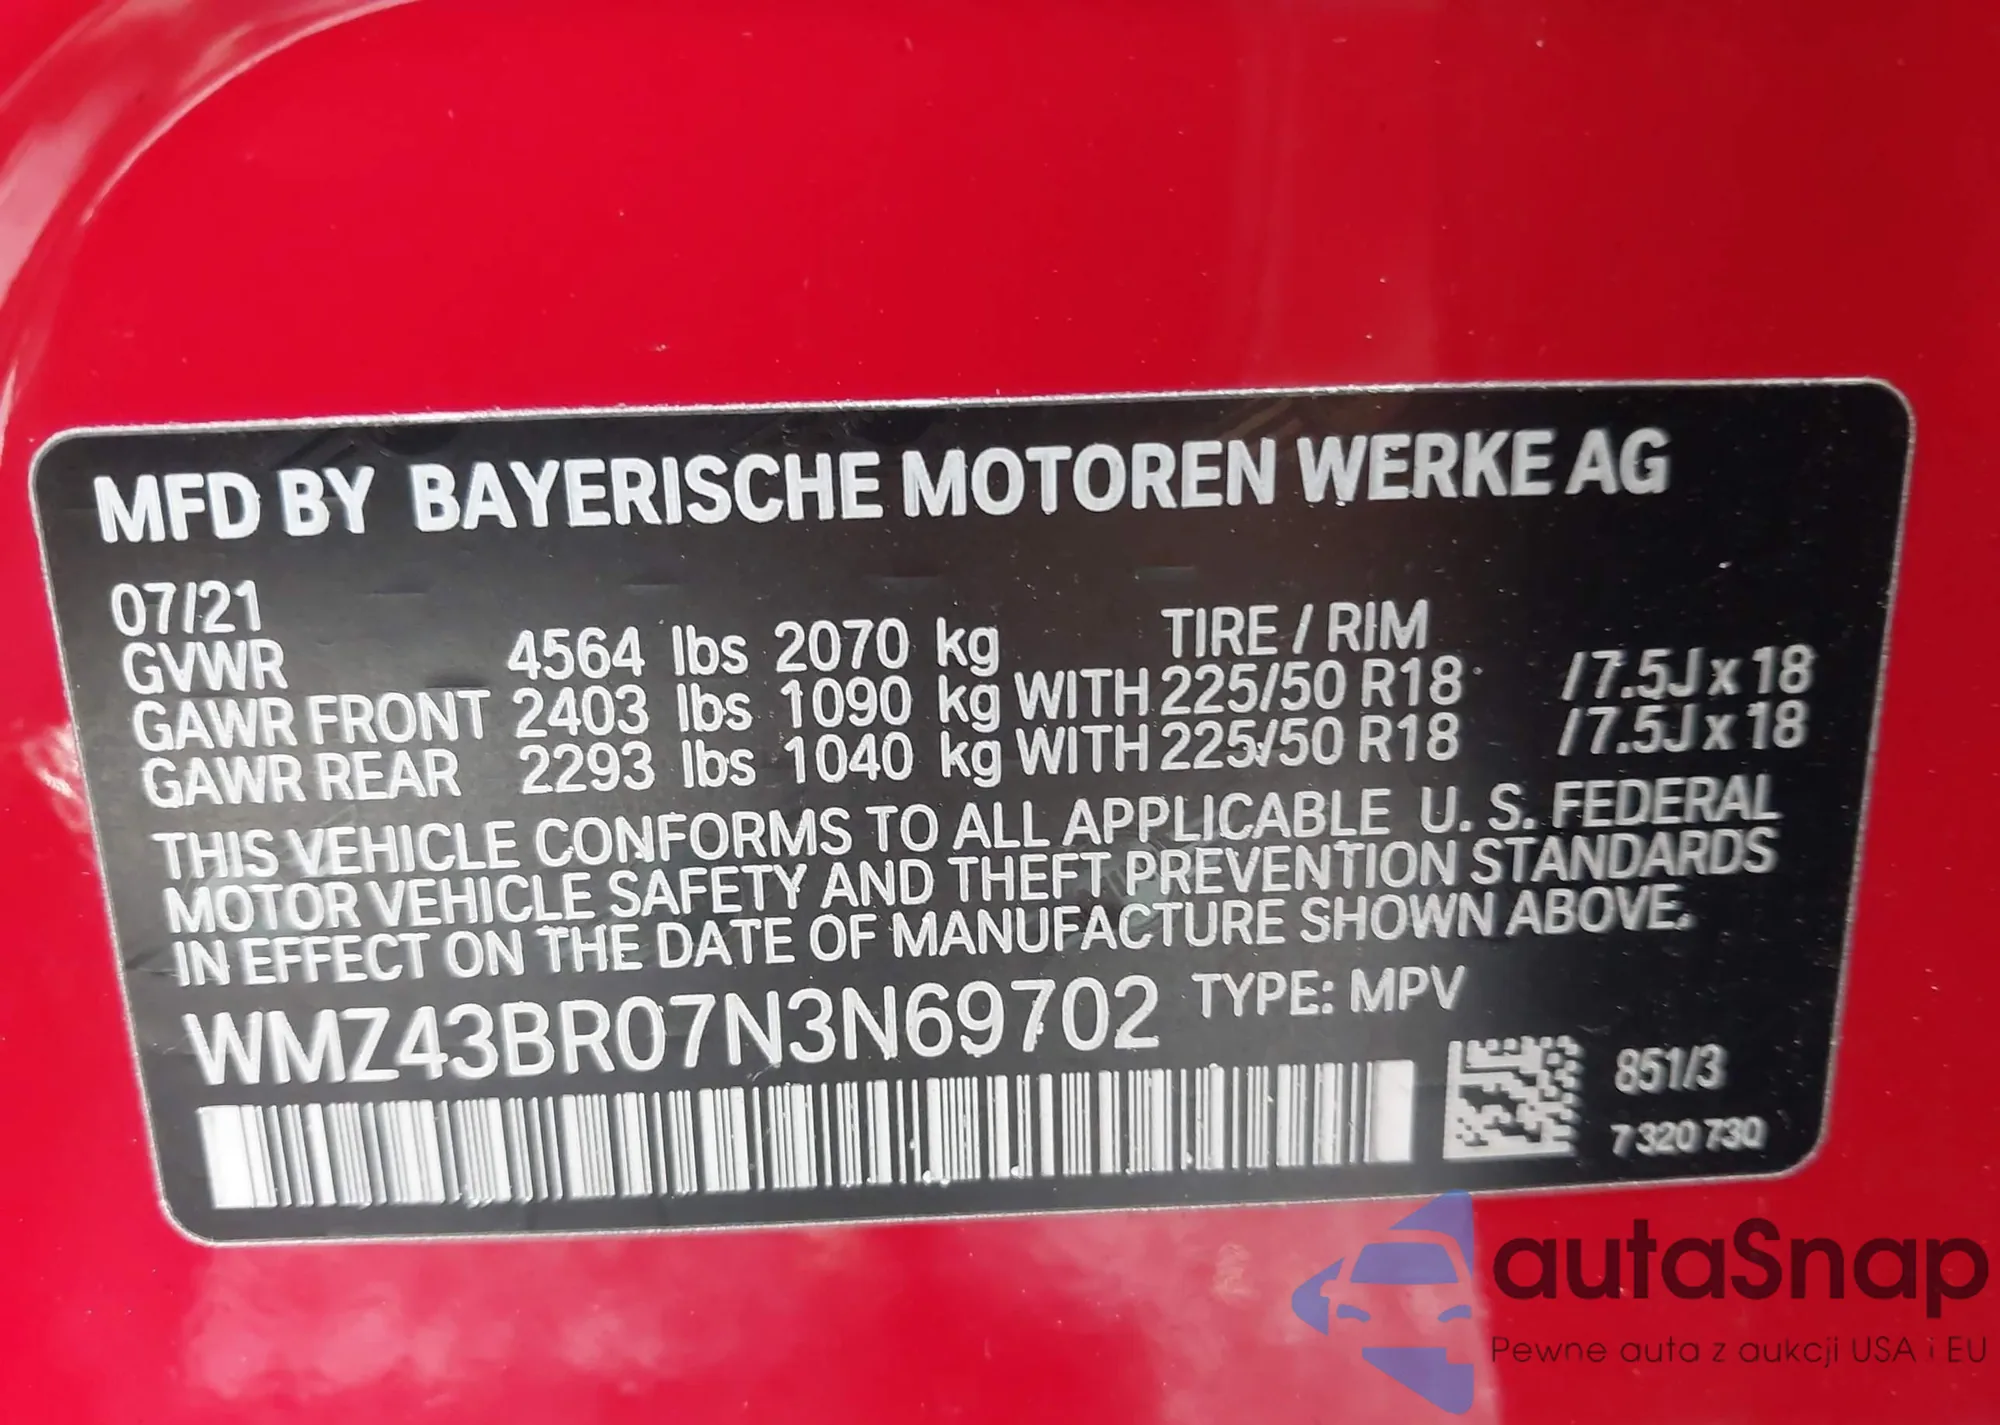 MFD BY BAYERISCHE MOTOREN WERKE AG
07/21 TIRE / RIM
GVWR 4564 lbs 2070 kg
GAWR FRONT 2403 lbs 1090 kg WITH 225/50 R18 /7.5J x 18
GAWR REAR 2293 lbs 1040 kg WITH 225/50 R18 /7.5J x 18
THIS VEHICLE CONFORMS TO ALL APPLICABLE U. S. FEDERAL
MOTOR VEHICLE SAFETY AND THEFT PREVENTION STANDARDS
IN EFFECT ON THE DATE OF MANUFACTURE SHOWN ABOVE.
WMZ43BR07N3N69702 TYPE: MPV
851/3
7 320 730
autaSnap
Pewne auta z aukcji USA i EU